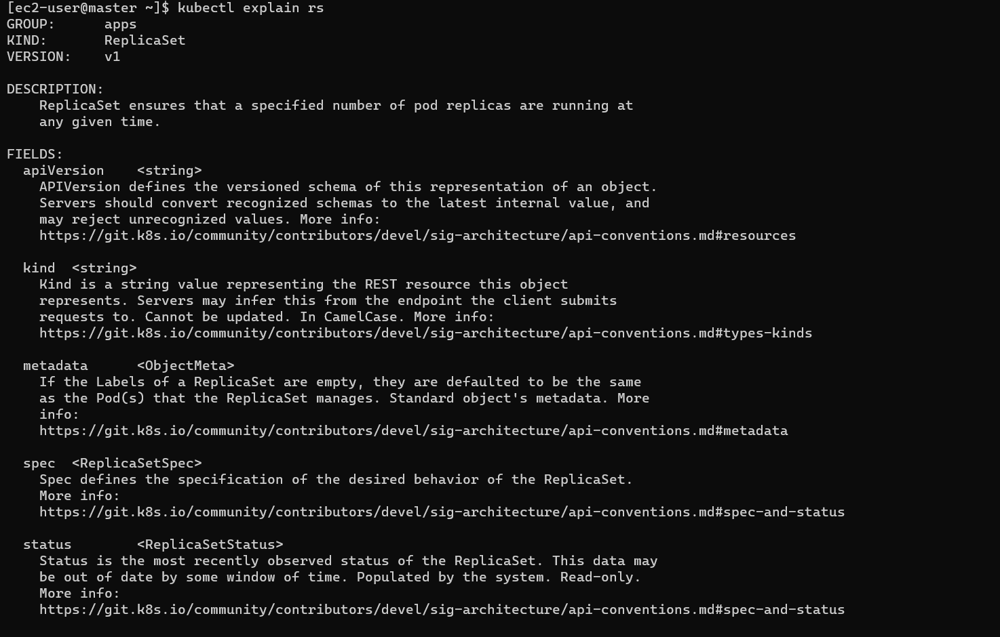 [ec2-user@master ~]$ kubectl explain rs
GROUP:      apps
KIND:       ReplicaSet
VERSION:    v1

DESCRIPTION:
    ReplicaSet ensures that a specified number of pod replicas are running at
    any given time.

FIELDS:
  apiVersion    <string>
    APIVersion defines the versioned schema of this representation of an object.
    Servers should convert recognized schemas to the latest internal value, and
    may reject unrecognized values. More info:
    https://git.k8s.io/community/contributors/devel/sig-architecture/api-conventions.md#resources

  kind  <string>
    Kind is a string value representing the REST resource this object
    represents. Servers may infer this from the endpoint the client submits
    requests to. Cannot be updated. In CamelCase. More info:
    https://git.k8s.io/community/contributors/devel/sig-architecture/api-conventions.md#types-kinds

  metadata      <ObjectMeta>
    If the Labels of a ReplicaSet are empty, they are defaulted to be the same
    as the Pod(s) that the ReplicaSet manages. Standard object's metadata. More
    info:
    https://git.k8s.io/community/contributors/devel/sig-architecture/api-conventions.md#metadata

  spec  <ReplicaSetSpec>
    Spec defines the specification of the desired behavior of the ReplicaSet.
    More info:
    https://git.k8s.io/community/contributors/devel/sig-architecture/api-conventions.md#spec-and-status

  status        <ReplicaSetStatus>
    Status is the most recently observed status of the ReplicaSet. This data may
    be out of date by some window of time. Populated by the system. Read-only.
    More info:
    https://git.k8s.io/community/contributors/devel/sig-architecture/api-conventions.md#spec-and-status